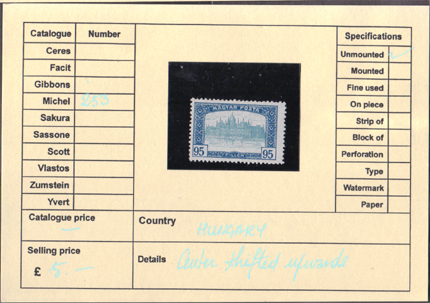 Catalogue Number
Ceres
Facit
Gibbons
Michel 253
Sakura
Sassone
Scott
Vlastos
Zumstein
Yvert
MAGYAR POSTA
95 95
Specifications
Unmounted
Mounted
Fine used
On piece
Strip of
Block of
Perforation
Type
Watermark
Paper
Catalogue price
—
Country HUNGARY
Selling price
£ 5 —
Details Center shifted upwards